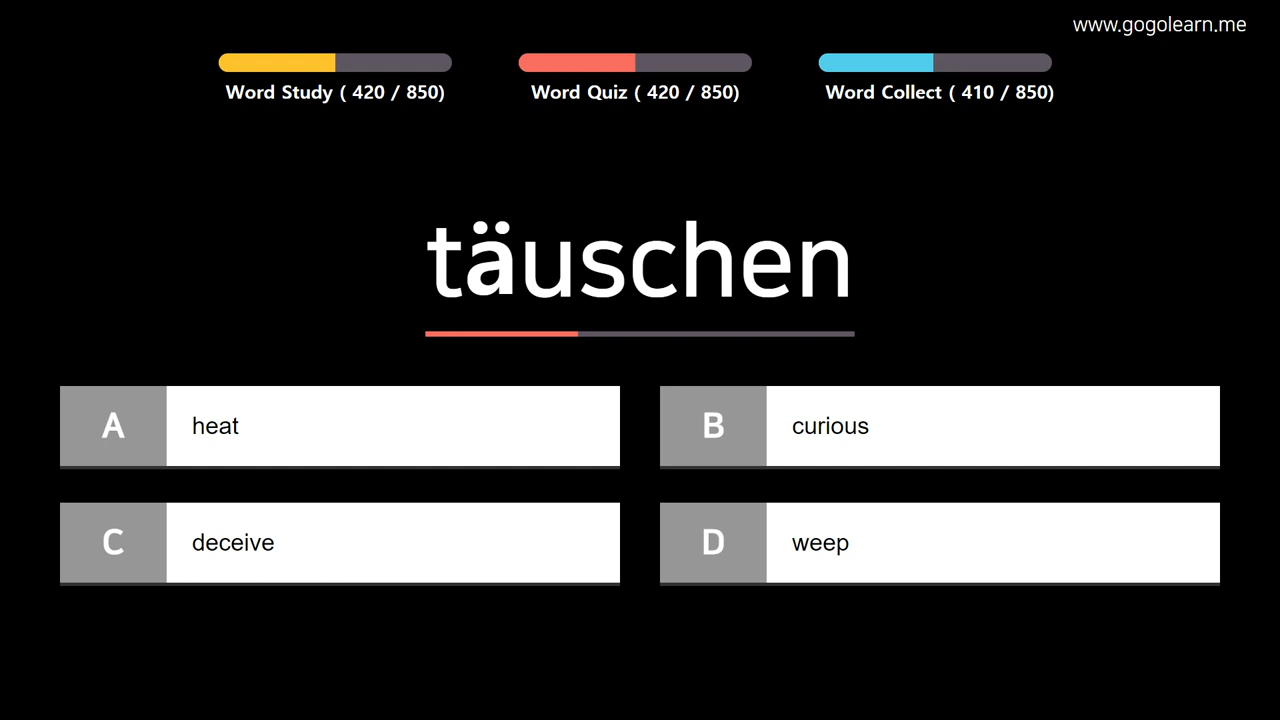 www.gogolearn.me
Word Study ( 420 / 850)
Word Quiz ( 420 / 850)
Word Collect ( 410 / 850)
täuschen
A heat
B curious
C deceive
D weep